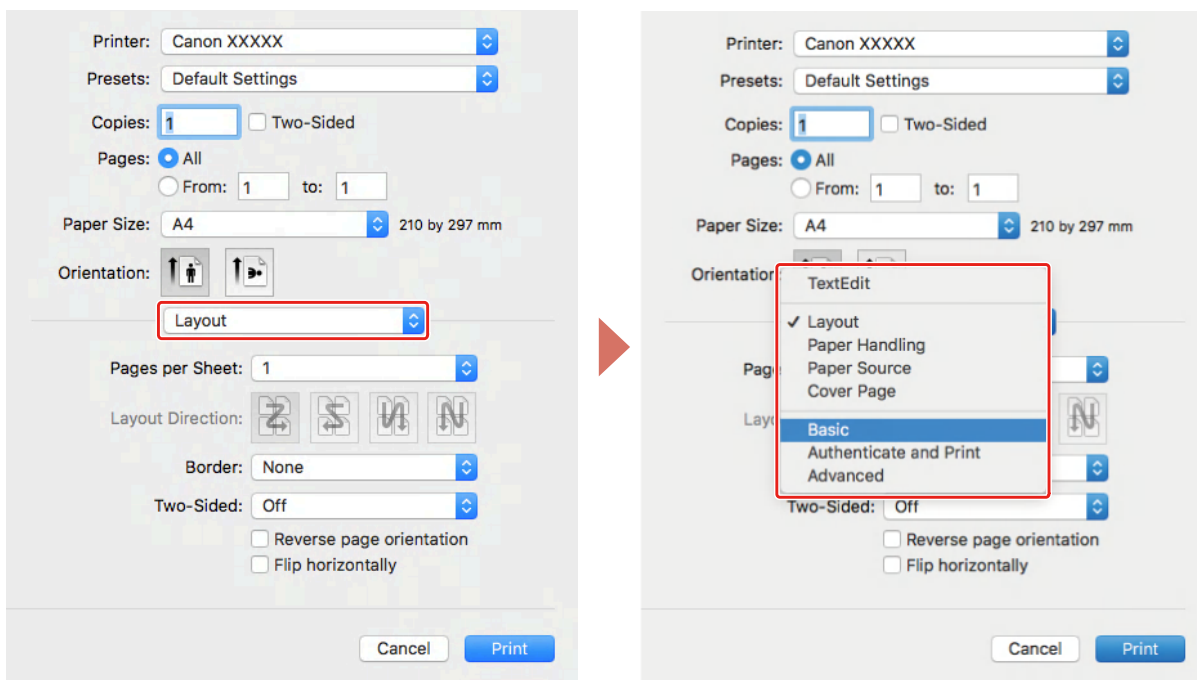 Printer: Canon XXXXX
Presets: Default Settings
Copies: 1 Two-Sided
Pages: All
From: 1 to: 1
Paper Size: A4 210 by 297 mm
Orientation:
Layout
Pages per Sheet: 1
Layout Direction:
Border: None
Two-Sided: Off
Reverse page orientation
Flip horizontally
Cancel Print
Printer: Canon XXXXX
Presets: Default Settings
Copies: 1 Two-Sided
Pages: All
From: 1 to: 1
Paper Size: A4 210 by 297 mm
Orientation:
TextEdit
✓ Layout
Paper Handling
Paper Source
Cover Page
Basic
Authenticate and Print
Advanced
Page
Layo
Two-Sided: Off
Reverse page orientation
Flip horizontally
Cancel Print